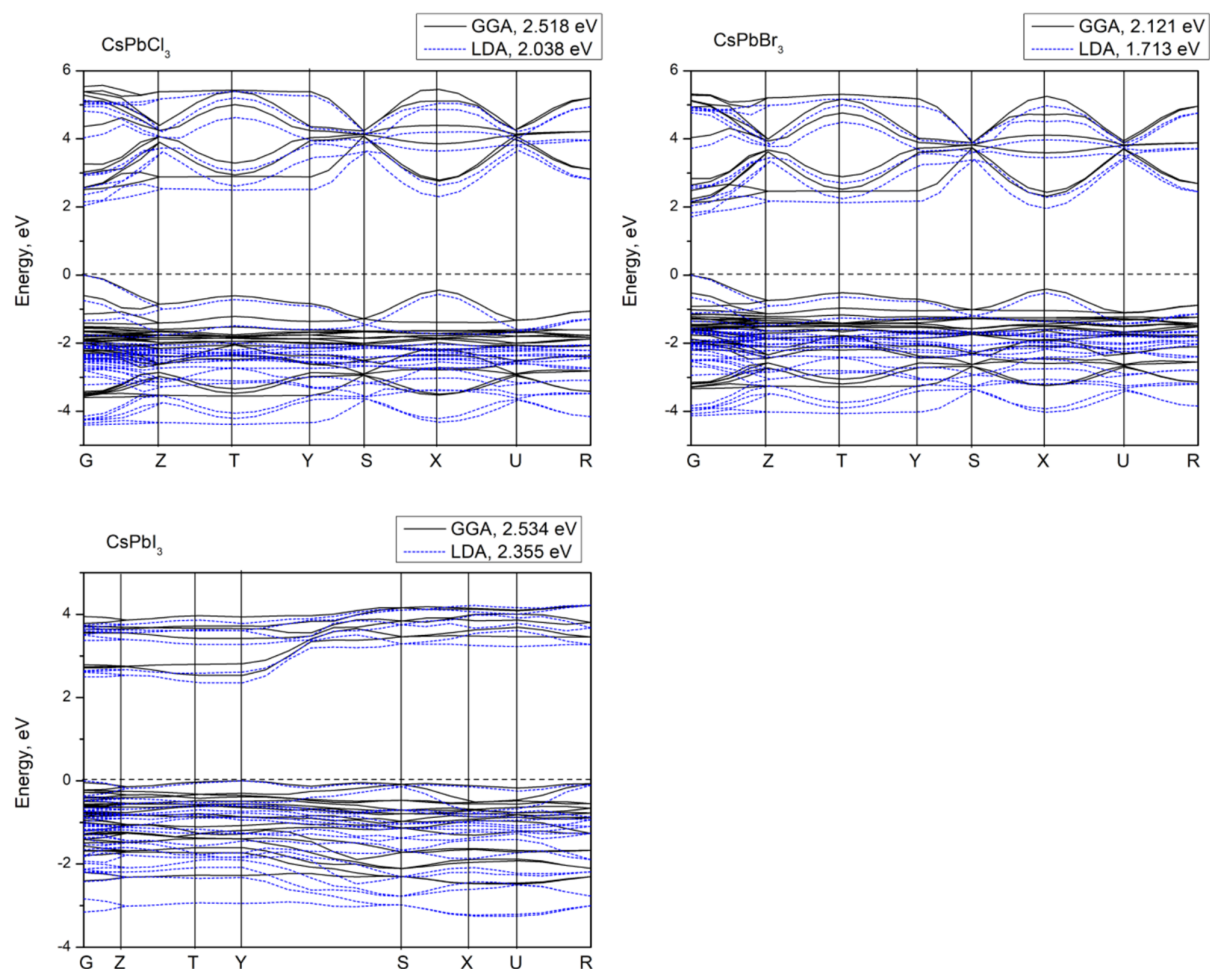 CsPbCl3
GGA, 2.518 eV
LDA, 2.038 eV
Energy, eV
6
4
2
0
-2
-4
G Z T Y S X U R
CsPbBr3
GGA, 2.121 eV
LDA, 1.713 eV
Energy, eV
6
4
2
0
-2
-4
G Z T Y S X U R
CsPbI3
GGA, 2.534 eV
LDA, 2.355 eV
Energy, eV
4
2
0
-2
-4
G Z T Y S X U R